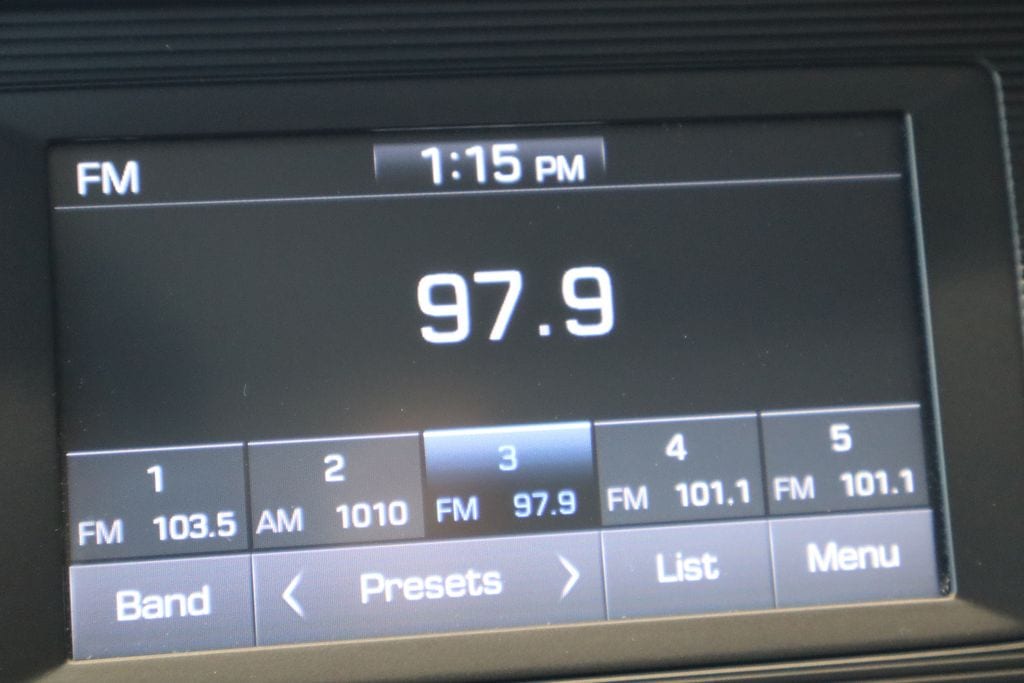 FM 1:15 PM
97.9
1 2 3 4 5
FM 103.5 AM 1010 FM 97.9 FM 101.1 FM 101.1
Band < Presets > List Menu